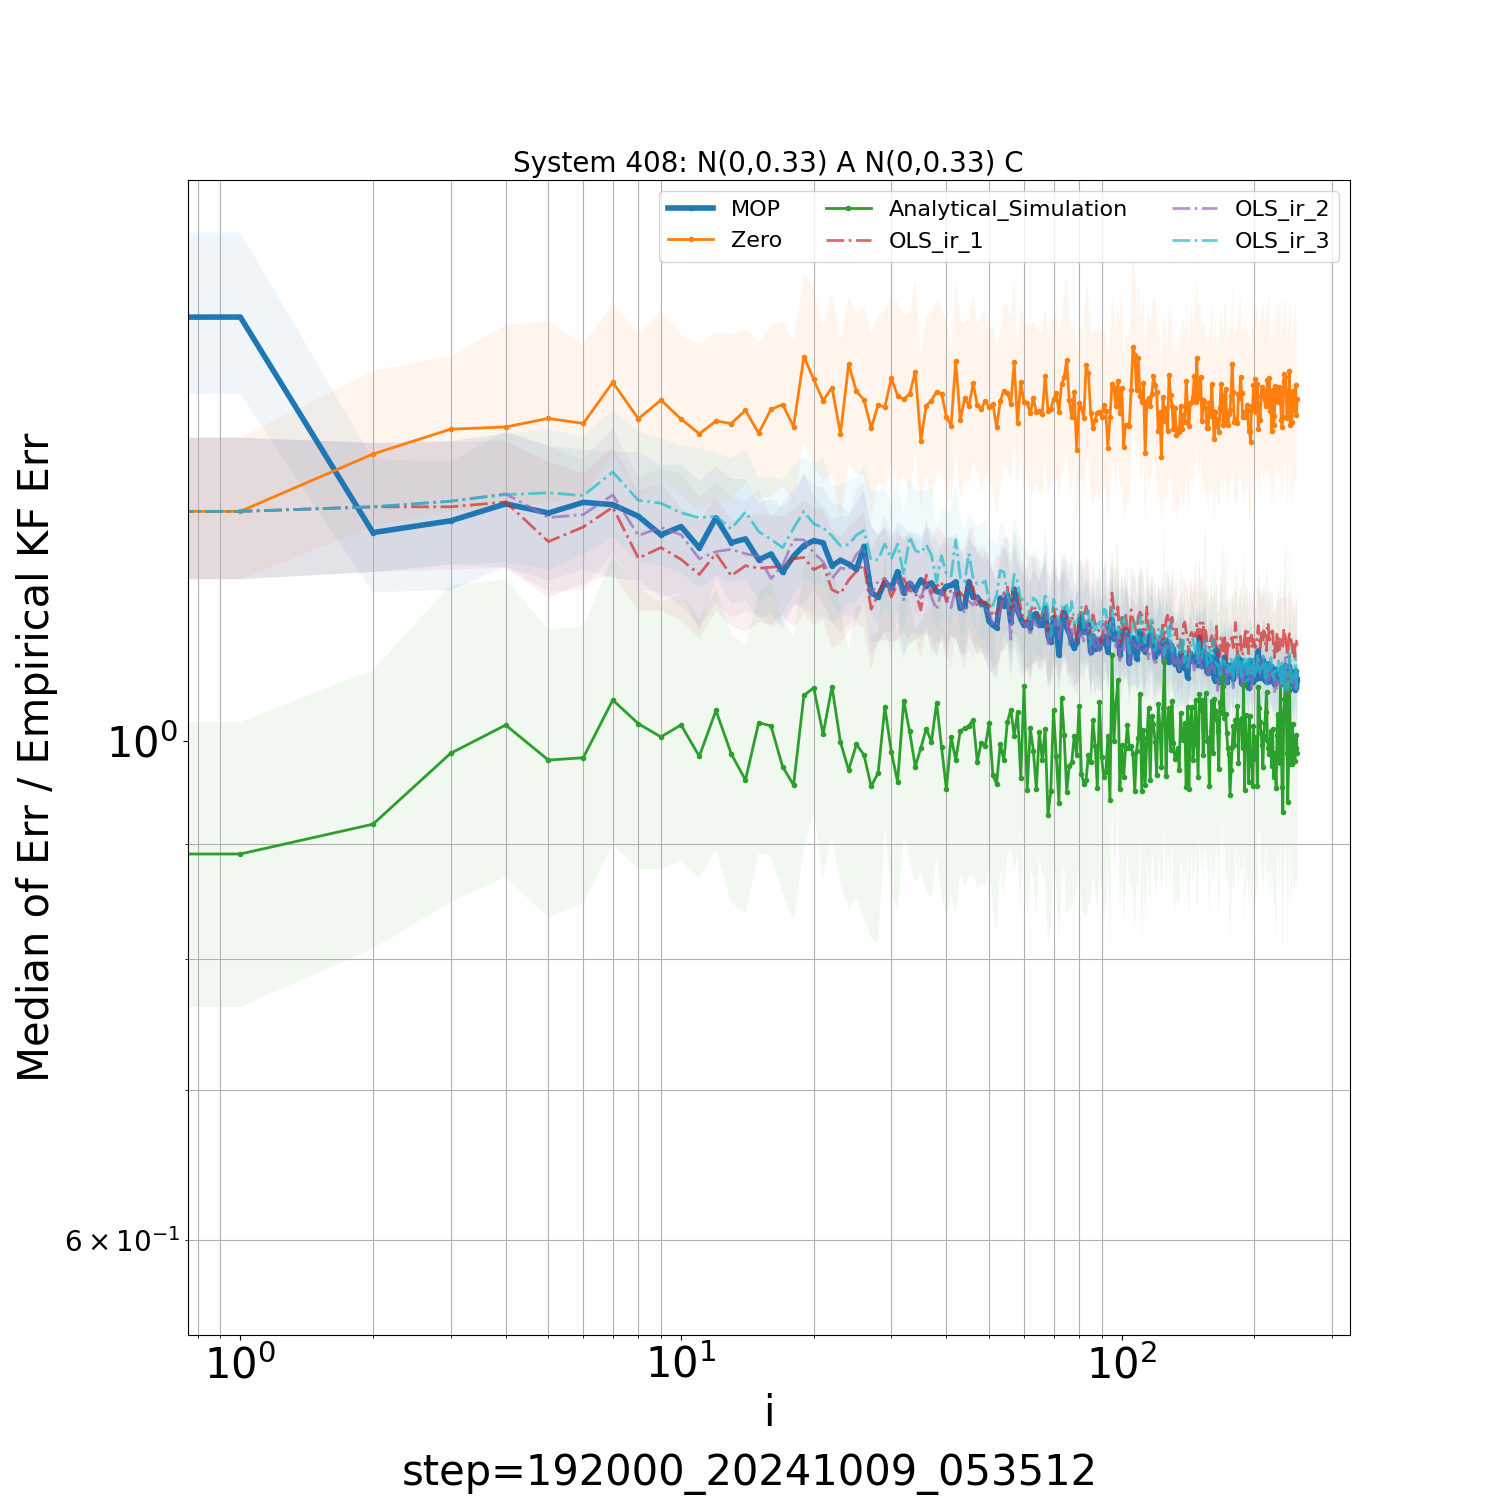 System 408: N(0,0.33) A N(0,0.33) C
MOP
Zero
Analytical_Simulation
OLS_ir_1
OLS_ir_2
OLS_ir_3
Median of Err / Empirical KF Err
10⁰
6 × 10⁻¹
10⁰ 10¹ 10²
i
step=192000_20241009_053512